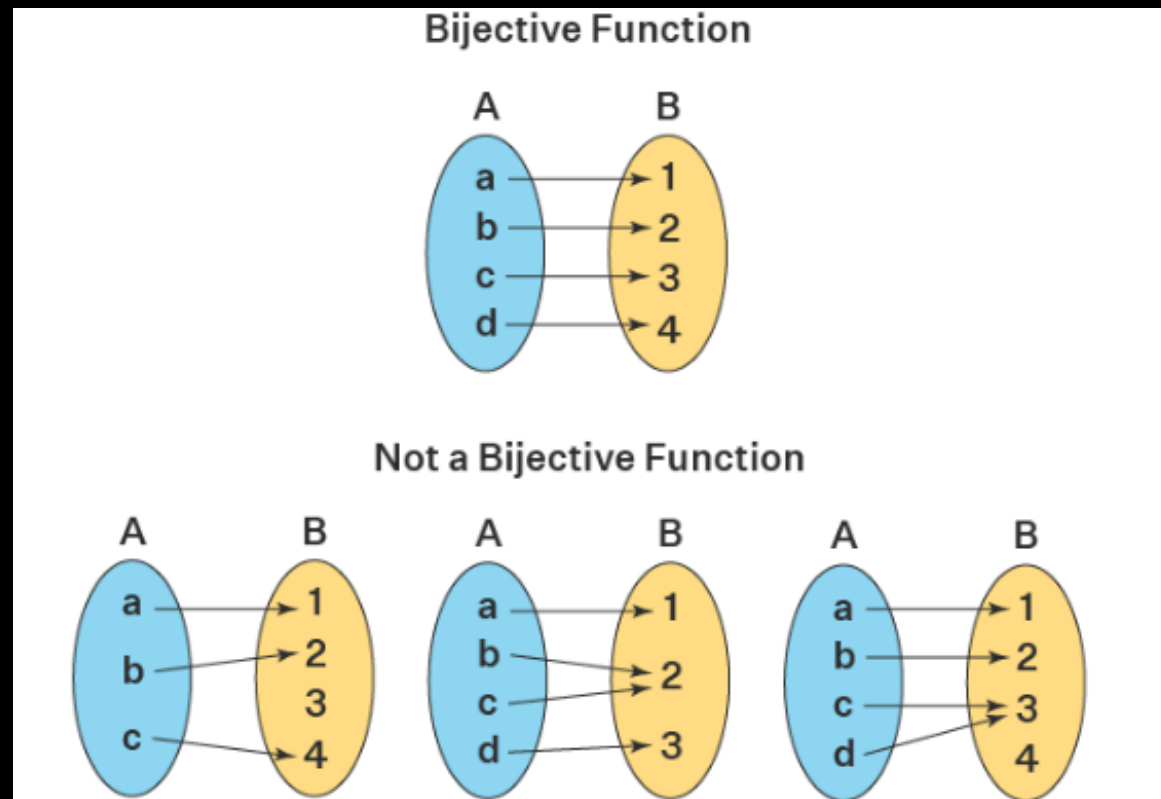 Bijective Function
A B
a 1
b 2
c 3
d 4
Not a Bijective Function
A B A B A B
a 1 a 1 a 1
b 2 b 2 b 2
3 c c 3
c 4 d 3 d 4